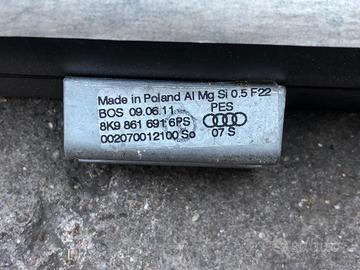 Made in Poland Al Mg Si 0.5 F22
BOS 09.06.11 PES
8K9 861 691 6PS
002070012100 So 07 S